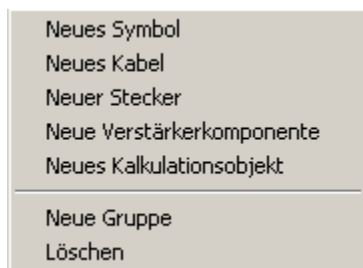 Neues Symbol
Neues Kabel
Neuer Stecker
Neue Verstärkerkomponente
Neues Kalkulationsobjekt
Neue Gruppe
Löschen